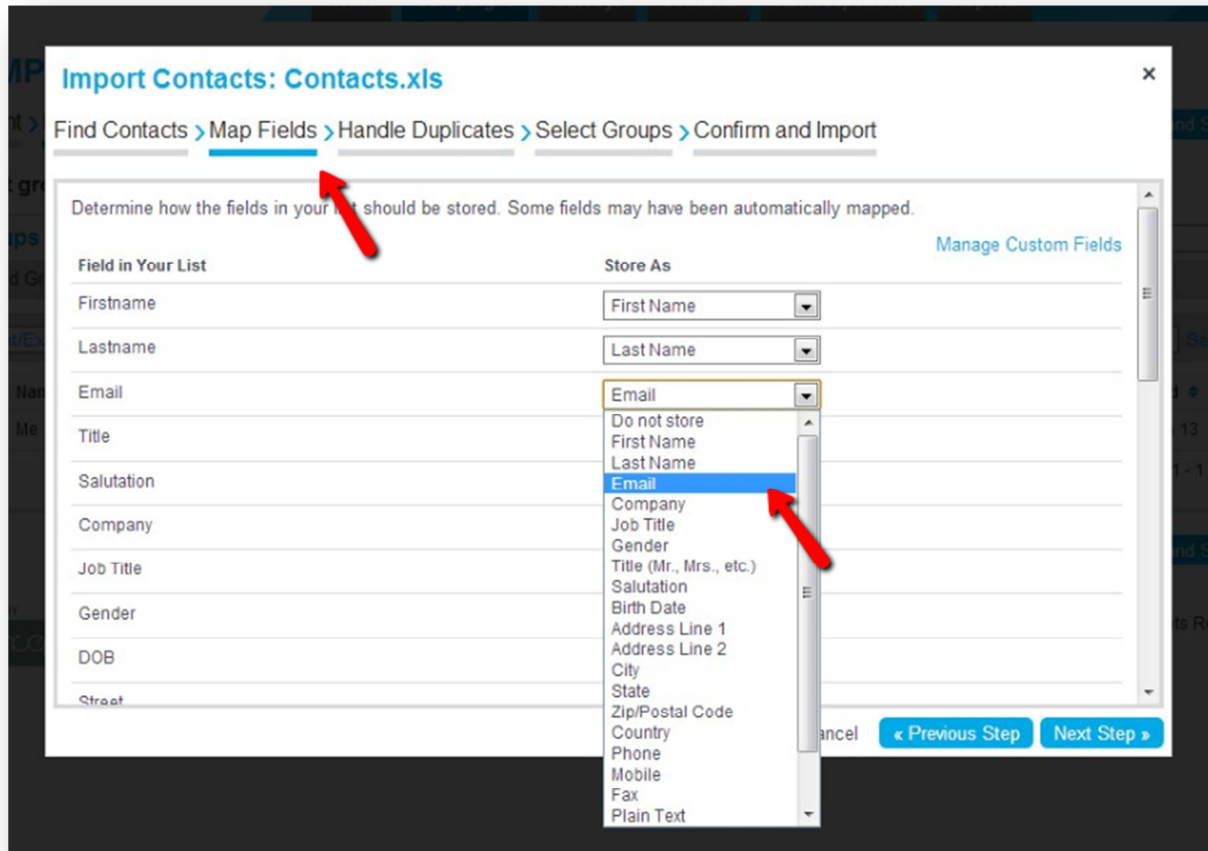 Import Contacts: Contacts.xls ×
Find Contacts > Map Fields > Handle Duplicates > Select Groups > Confirm and Import
Determine how the fields in your should be stored. Some fields may have been automatically mapped.
Manage Custom Fields
Field in Your List Store As
Firstname First Name
Lastname Last Name
Email Email
Title
Salutation
Company
Job Title
Gender
DOB
Street
Do not store
First Name
Last Name
Email
Company
Job Title
Gender
Title (Mr., Mrs., etc.)
Salutation
Birth Date
Address Line 1
Address Line 2
City
State
Zip/Postal Code
Country
Phone
Mobile
Fax
Plain Text
ancel « Previous Step Next Step »